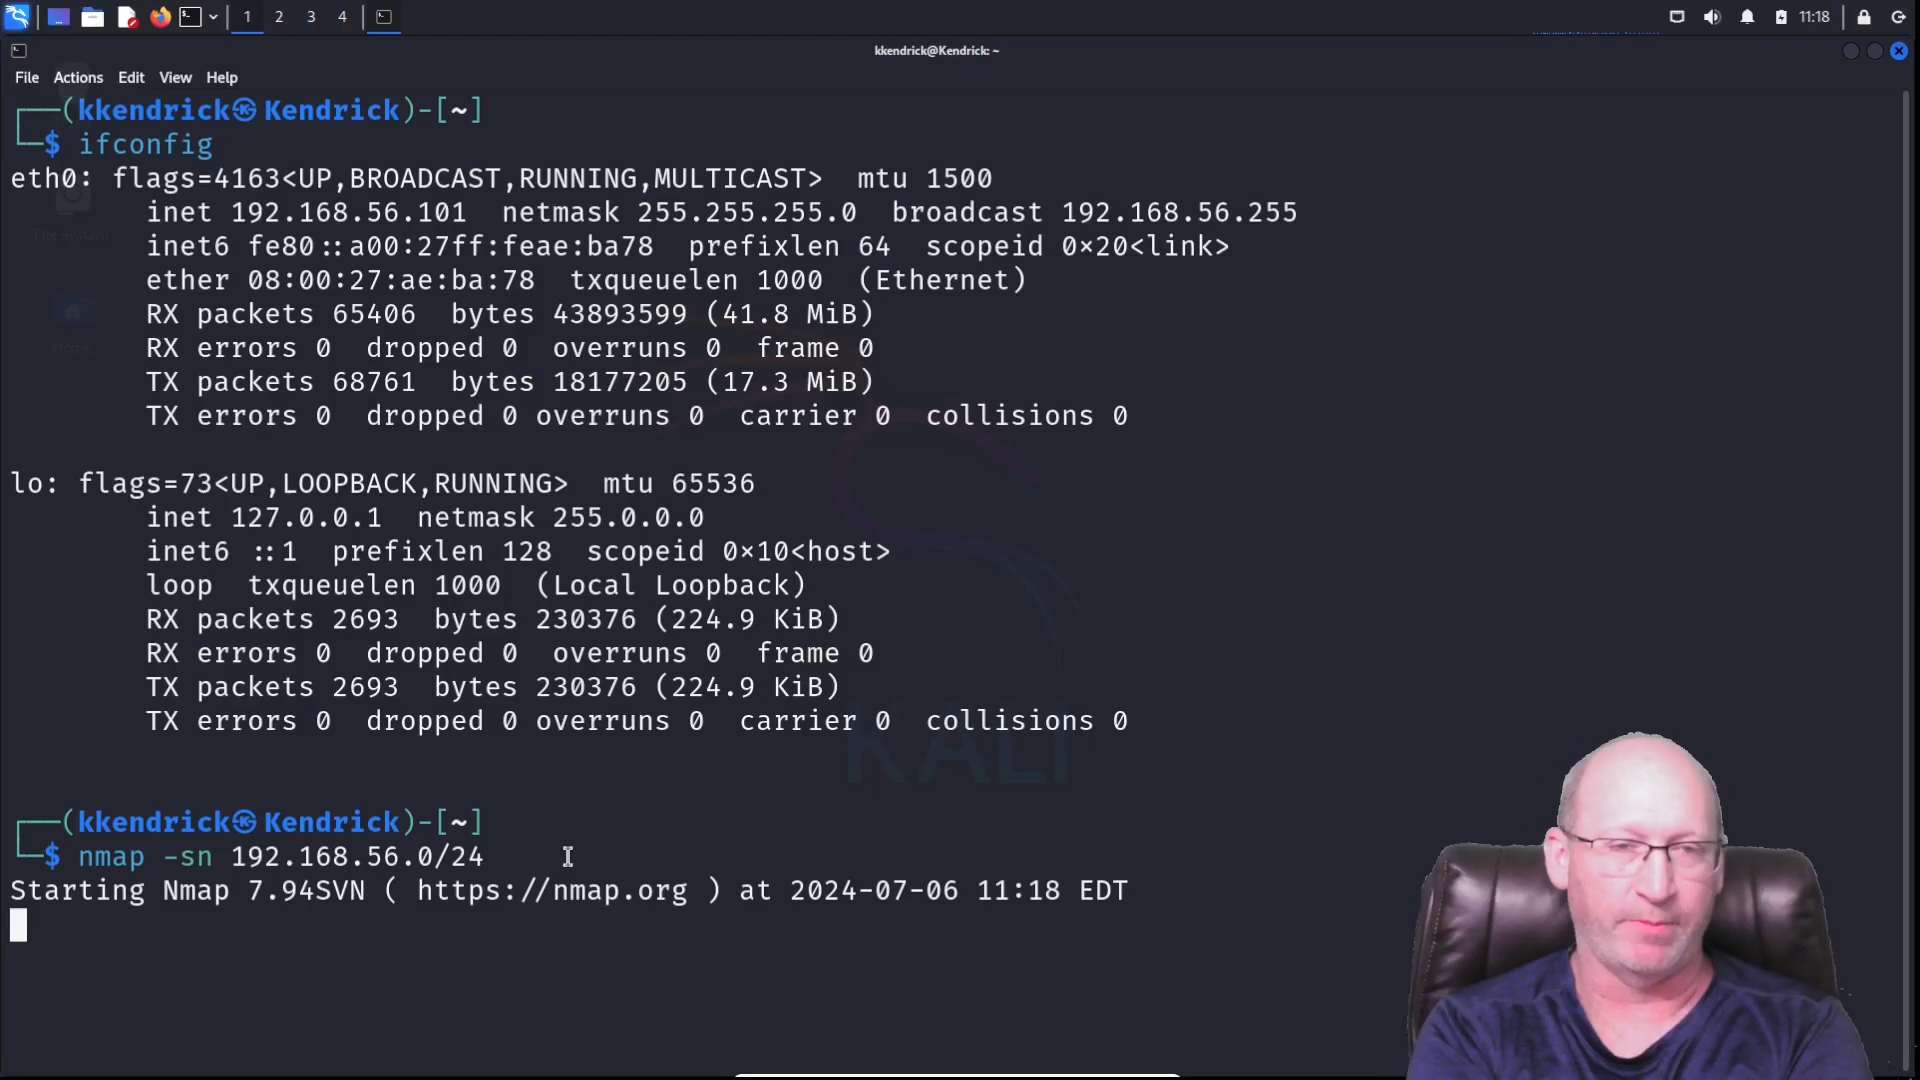 1 2 3 4 11:18
kkendrick@Kendrick: ~
File Actions Edit View Help
(kkendrick㉿Kendrick)-[~]
$ ifconfig
eth0: flags=4163<UP,BROADCAST,RUNNING,MULTICAST>  mtu 1500
inet 192.168.56.101  netmask 255.255.255.0  broadcast 192.168.56.255
File System
inet6 fe80::a00:27ff:feae:ba78  prefixlen 64  scopeid 0×20<link>
ether 08:00:27:ae:ba:78  txqueuelen 1000  (Ethernet)
RX packets 65406  bytes 43893599 (41.8 MiB)
Home
RX errors 0  dropped 0  overruns 0  frame 0
TX packets 68761  bytes 18177205 (17.3 MiB)
TX errors 0  dropped 0 overruns 0  carrier 0  collisions 0
lo: flags=73<UP,LOOPBACK,RUNNING>  mtu 65536
inet 127.0.0.1  netmask 255.0.0.0
inet6 ::1  prefixlen 128  scopeid 0×10<host>
loop  txqueuelen 1000  (Local Loopback)
RX packets 2693  bytes 230376 (224.9 KiB)
RX errors 0  dropped 0  overruns 0  frame 0
TX packets 2693  bytes 230376 (224.9 KiB)
TX errors 0  dropped 0 overruns 0  carrier 0  collisions 0
KALI
(kkendrick㉿Kendrick)-[~]
$ nmap -sn 192.168.56.0/24
Starting Nmap 7.94SVN ( https://nmap.org ) at 2024-07-06 11:18 EDT